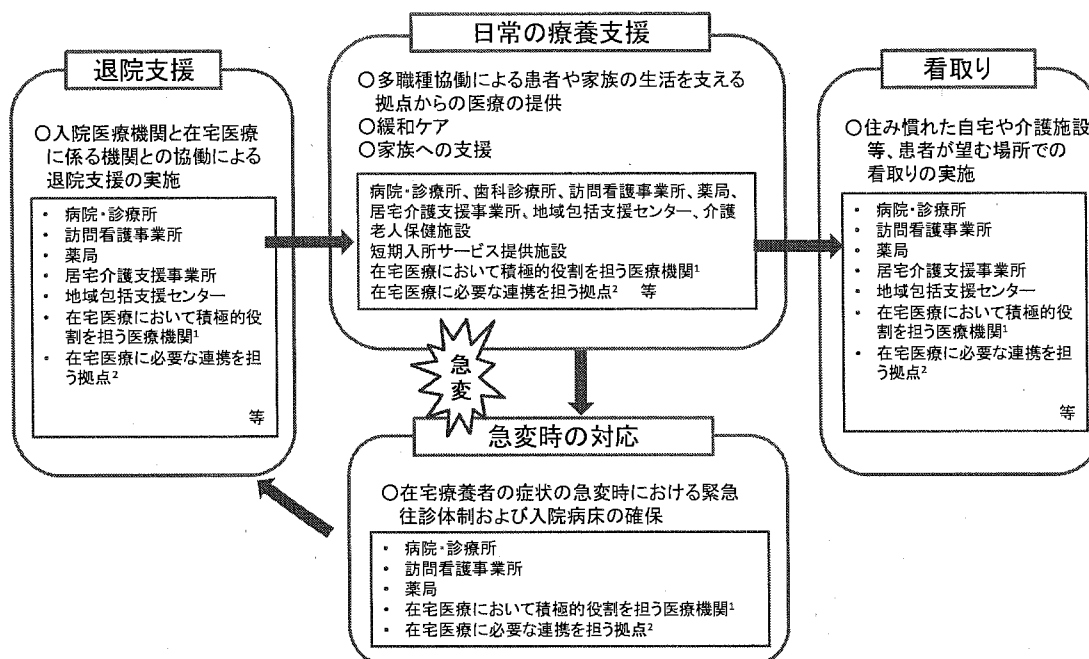 退院支援
○入院医療機関と在宅医療
に係る機関との協働による
退院支援の実施
・ 病院・診療所
・ 訪問看護事業所
・ 薬局
・ 居宅介護支援事業所
・ 地域包括支援センター
・ 在宅医療において積極的役
割を担う医療機関¹
・ 在宅医療に必要な連携を担
う拠点²
等
日常の療養支援
○多職種協働による患者や家族の生活を支える
拠点からの医療の提供
○緩和ケア
○家族への支援
病院・診療所、歯科診療所、訪問看護事業所、薬局、
居宅介護支援事業所、地域包括支援センター、介護
老人保健施設
短期入所サービス提供施設
在宅医療において積極的役割を担う医療機関¹
在宅医療に必要な連携を担う拠点² 等
急変
急変時の対応
○在宅療養者の症状の急変時における緊急
往診体制および入院病床の確保
・ 病院・診療所
・ 訪問看護事業所
・ 薬局
・ 在宅医療において積極的役割を担う医療機関¹
・ 在宅医療に必要な連携を担う拠点²
看取り
○住み慣れた自宅や介護施設
等、患者が望む場所での
看取りの実施
・ 病院・診療所
・ 訪問看護事業所
・ 薬局
・ 居宅介護支援事業所
・ 地域包括支援センター
・ 在宅医療において積極的役
割を担う医療機関¹
・ 在宅医療に必要な連携を担
う拠点²
等